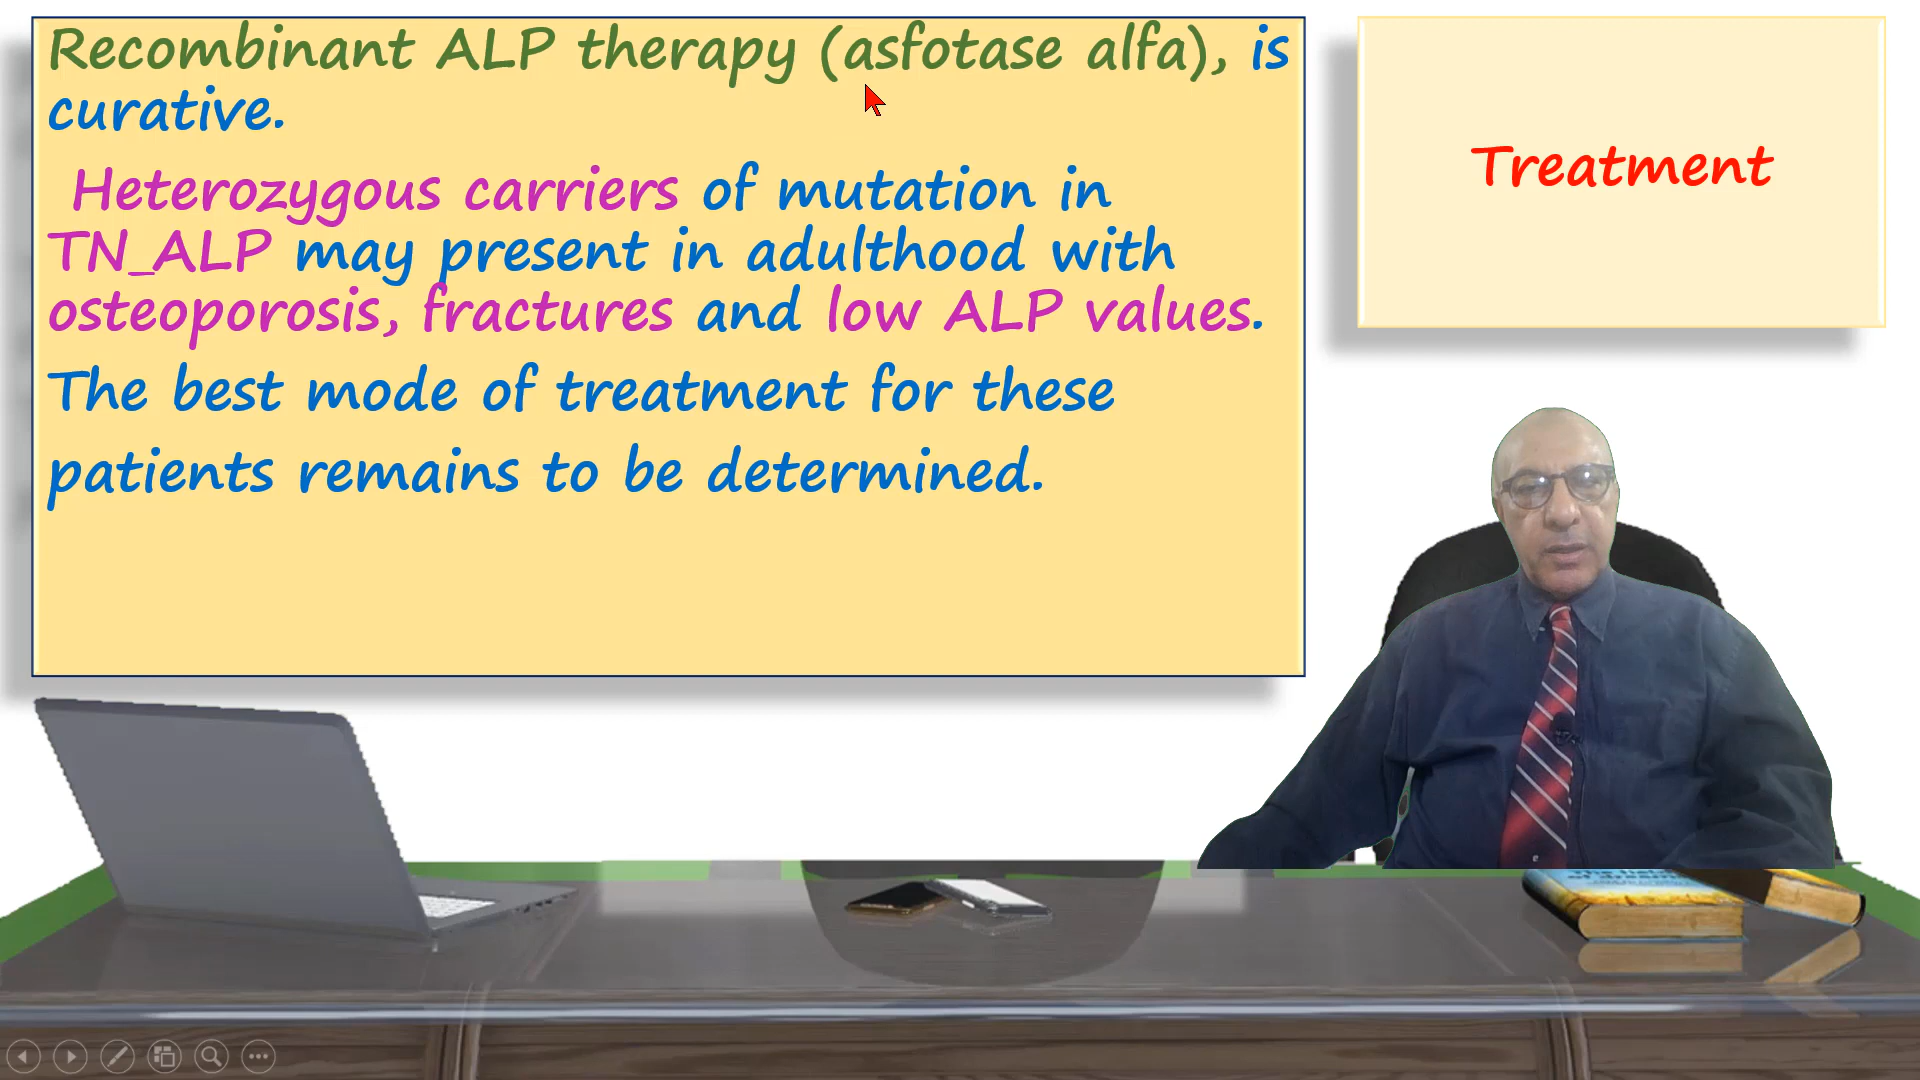 Recombinant ALP therapy (asfotase alfa), is
curative.
Heterozygous carriers of mutation in
TN_ALP may present in adulthood with
osteoporosis, fractures and low ALP values.
The best mode of treatment for these
patients remains to be determined.
Treatment